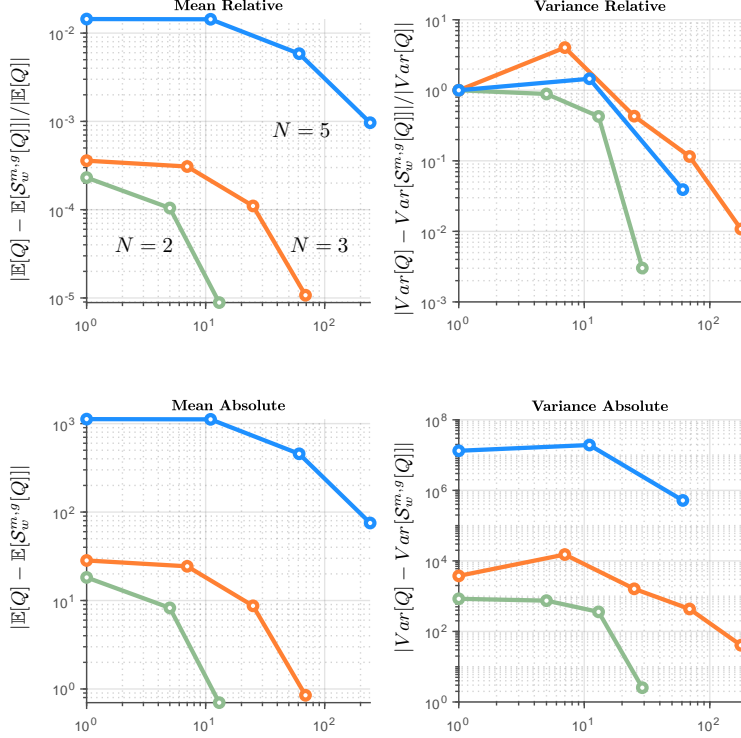 Mean Relative
|𝔼[Q] − 𝔼[𝒮_w^{m,g}[Q]]|/|𝔼[Q]|
10^-2
10^-3
10^-4
10^-5
N = 5
N = 2
N = 3
10^0
10^1
10^2
Variance Relative
|Var[Q] − Var[𝒮_w^{m,g}[Q]]|/|Var[Q]|
10^1
10^0
10^-1
10^-2
10^-3
10^0
10^1
10^2
Mean Absolute
|𝔼[Q] − 𝔼[𝒮_w^{m,g}[Q]]|
10^3
10^2
10^1
10^0
10^0
10^1
10^2
Variance Absolute
|Var[Q] − Var[𝒮_w^{m,g}[Q]]|
10^8
10^6
10^4
10^2
10^0
10^0
10^1
10^2